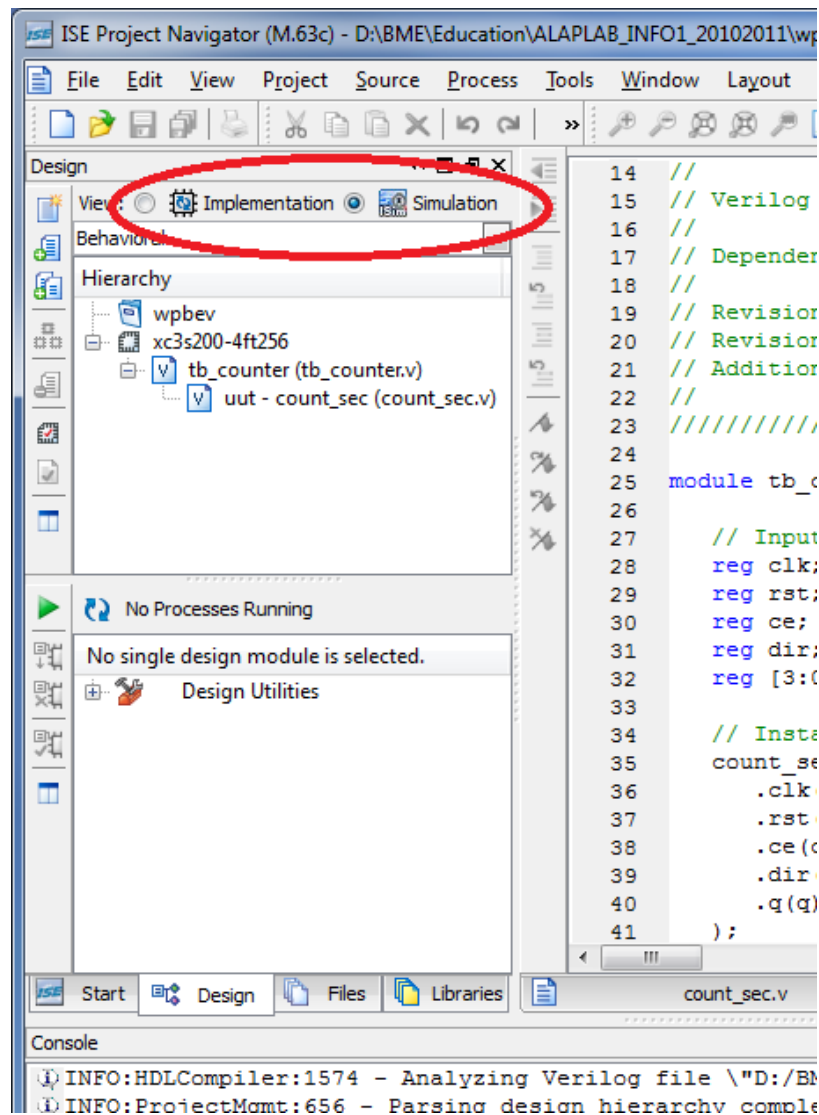 ISE Project Navigator (M.63c) - D:\BME\Education\ALAPLAB_INFO1_20102011\wp
File Edit View Project Source Process Tools Window Layout
»
Design
View: Implementation Simulation
Behavioral
Hierarchy
wpbev
xc3s200-4ft256
tb_counter (tb_counter.v)
uut - count_sec (count_sec.v)
No Processes Running
No single design module is selected.
Design Utilities
14 //
15 // Verilog
16 //
17 // Depender
18 //
19 // Revision
20 // Revision
21 // Addition
22 //
23 ///////////
24
25 module tb_c
26
27 // Input
28 reg clk;
29 reg rst;
30 reg ce;
31 reg dir;
32 reg [3:0
33
34 // Insta
35 count_se
36 .clk
37 .rst
38 .ce(c
39 .dir
40 .q(q)
41 );
ISE Start Design Files Libraries
count_sec.v
Console
INFO:HDLCompiler:1574 - Analyzing Verilog file \"D:/BM
INFO:ProjectMgmt:656 - Parsing design hierarchy comple